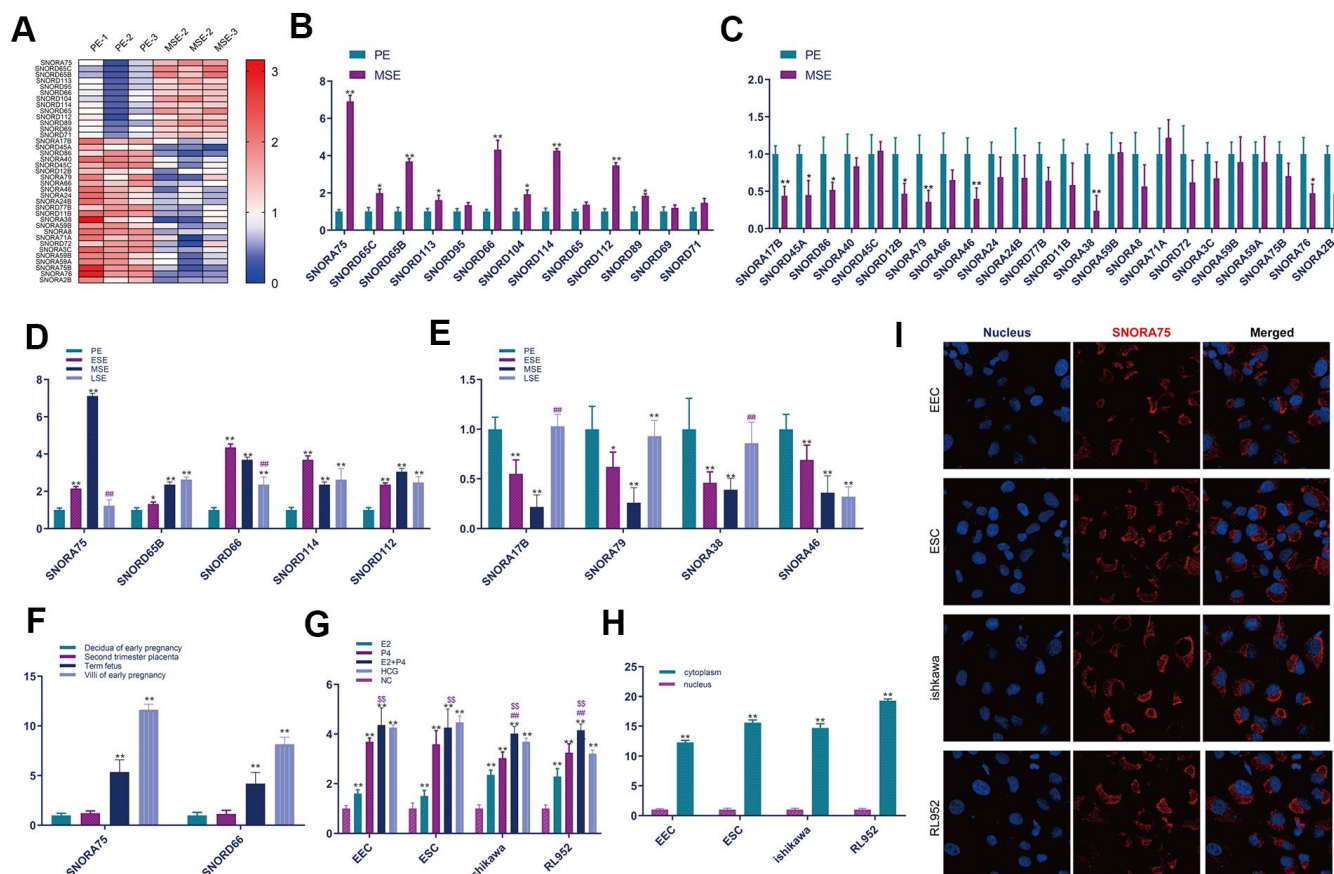 A
PE-1 PE-2 PE-3 MSE-2 MSE-2 MSE-3
SNORA75
SNORD65C
SNORD65B
SNORD113
SNORD95
SNORD66
SNORD104
SNORD114
SNORD65
SNORD112
SNORD89
SNORD69
SNORD71
SNORA17B
SNORD45A
SNORD86
SNORA40
SNORD45C
SNORD12B
SNORA79
SNORA66
SNORA46
SNORA24
SNORA24B
SNORD77B
SNORD11B
SNORA38
SNORA59B
SNORA8
SNORA71A
SNORD72
SNORA3C
SNORA59B
SNORA59A
SNORA75B
SNORA76
SNORA2B
3
2
1
0
B
PE
MSE
8
6
4
2
0
** * ** * ** * ** ** *
SNORA75 SNORD65C SNORD65B SNORD113 SNORD95 SNORD66 SNORD104 SNORD114 SNORD65 SNORD112 SNORD89 SNORD69 SNORD71
C
PE
MSE
2.0
1.5
1.0
0.5
0.0
** * * * ** ** ** *
SNORA17B SNORD45A SNORD86 SNORA40 SNORD45C SNORD12B SNORA79 SNORA66 SNORA46 SNORA24 SNORA24B SNORD77B SNORD11B SNORA38 SNORA59B SNORA8 SNORA71A SNORD72 SNORA3C SNORA59B SNORA59A SNORA75B SNORA76 SNORA2B
D
PE
ESE
MSE
LSE
8
6
4
2
0
** ** ## * ** ** ** ** ## ** ** ** ** ** ** **
SNORA75 SNORD65B SNORD66 SNORD114 SNORD112
E
PE
ESE
MSE
LSE
1.5
1.0
0.5
0.0
** ** ## * ** ** ** ** ## ** ** **
SNORA17B SNORA79 SNORA38 SNORA46
F
Decidua of early pregnancy
Second trimester placenta
Term fetus
Villi of early pregnancy
15
10
5
0
** ** ** **
SNORA75 SNORD66
G
E2
P4
E2+P4
HCG
NC
6
4
2
0
$$ $$ $$ $$
## ##
** ** ** ** ** ** ** ** ** ** ** ** ** ** ** **
EEC ESC ishikawa RL952
H
cytoplasm
nucleus
25
20
15
10
5
0
** ** ** **
EEC ESC ishikawa RL952
I
Nucleus SNORA75 Merged
EEC
ESC
ishkawa
RL952